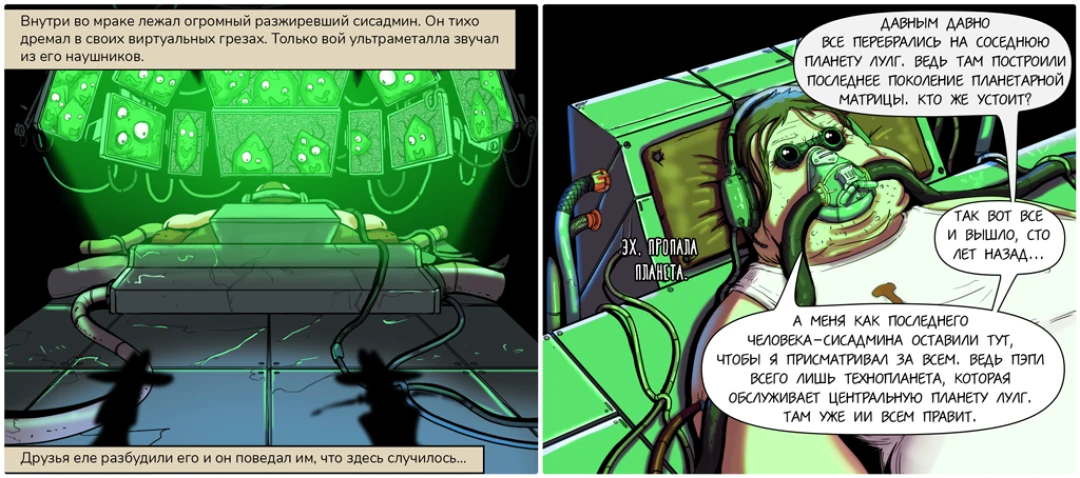 Внутри во мраке лежал огромный разжиревший сисадмин. Он тихо
дремал в своих виртуальных грезах. Только вой ультраметалла звучал
из его наушников.
Друзья еле разбудили его и он поведал им, что здесь случилось...
ДАВНЫМ ДАВНО
ВСЕ ПЕРЕБРАЛИСЬ НА СОСЕДНЮЮ
ПЛАНЕТУ ЛУЛГ. ВЕДЬ ТАМ ПОСТРОИЛИ
ПОСЛЕДНЕЕ ПОКОЛЕНИЕ ПЛАНЕТАРНОЙ
МАТРИЦЫ. КТО ЖЕ УСТОИТ?
ТАК ВОТ ВСЕ
И ВЫШЛО, СТО
ЛЕТ НАЗАД...
ЭХ, ПРОПАЛА
ПЛАНЕТА.
А МЕНЯ КАК ПОСЛЕДНЕГО
ЧЕЛОВЕКА-СИСАДМИНА ОСТАВИЛИ ТУТ,
ЧТОБЫ Я ПРИСМАТРИВАЛ ЗА ВСЕМ. ВЕДЬ ПЭПЛ
ВСЕГО ЛИШЬ ТЕХНОПЛАНЕТА, КОТОРАЯ
ОБСЛУЖИВАЕТ ЦЕНТРАЛЬНУЮ ПЛАНЕТУ ЛУЛГ.
ТАМ УЖЕ ИИ ВСЕМ ПРАВИТ.